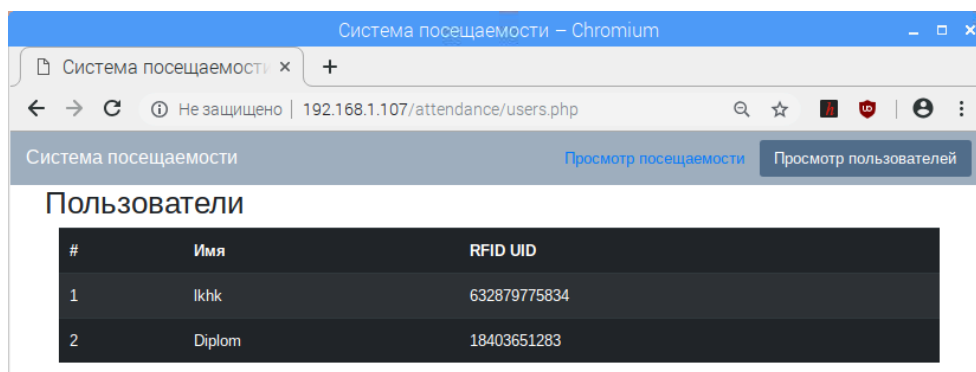 Система посещаемости – Chromium
Система посещаемости
Не защищено | 192.168.1.107/attendance/users.php
Система посещаемости Просмотр посещаемости Просмотр пользователей
Пользователи
# Имя RFID UID
1 lkhk 632879775834
2 Diplom 18403651283